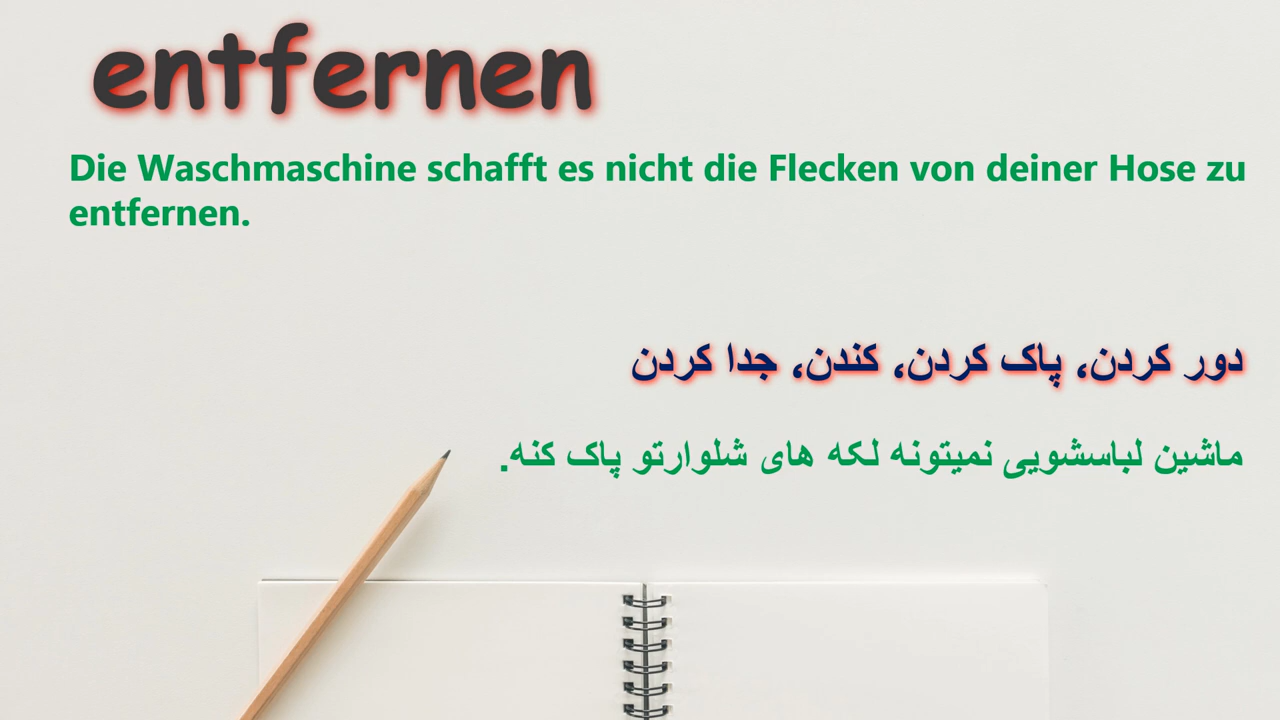 entfernen
Die Waschmaschine schafft es nicht die Flecken von deiner Hose zu
entfernen.
دور کردن، پاک کردن، کندن، جدا کردن
ماشین لباسشویی نمیتونه لکه های شلوارتو پاک کنه.